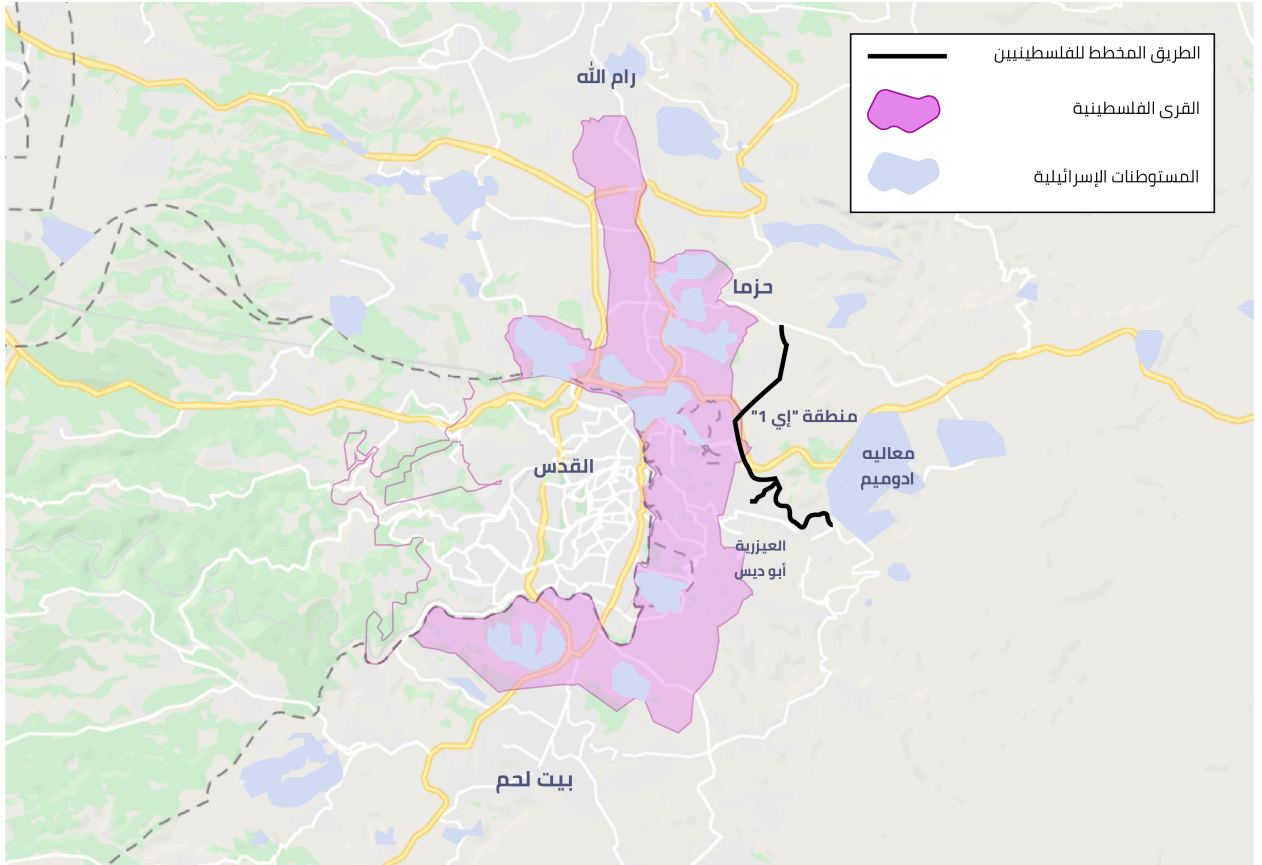 الطريق المخطط للفلسطينيين
القرى الفلسطينية
المستوطنات الإسرائيلية
رام الله
حزما
منطقة "إي 1"
معاليه
ادوميم
القدس
العيزرية
أبو ديس
بيت لحم